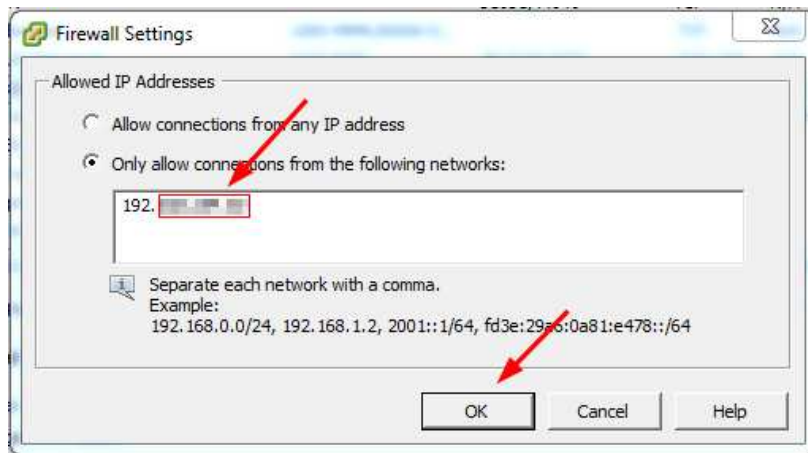 Firewall Settings
Allowed IP Addresses
Allow connections from any IP address
Only allow connections from the following networks:
192.
Separate each network with a comma.
Example:
192.168.0.0/24, 192.168.1.2, 2001::1/64, fd3e:29a6:0a81:e478::/64
OK
Cancel
Help